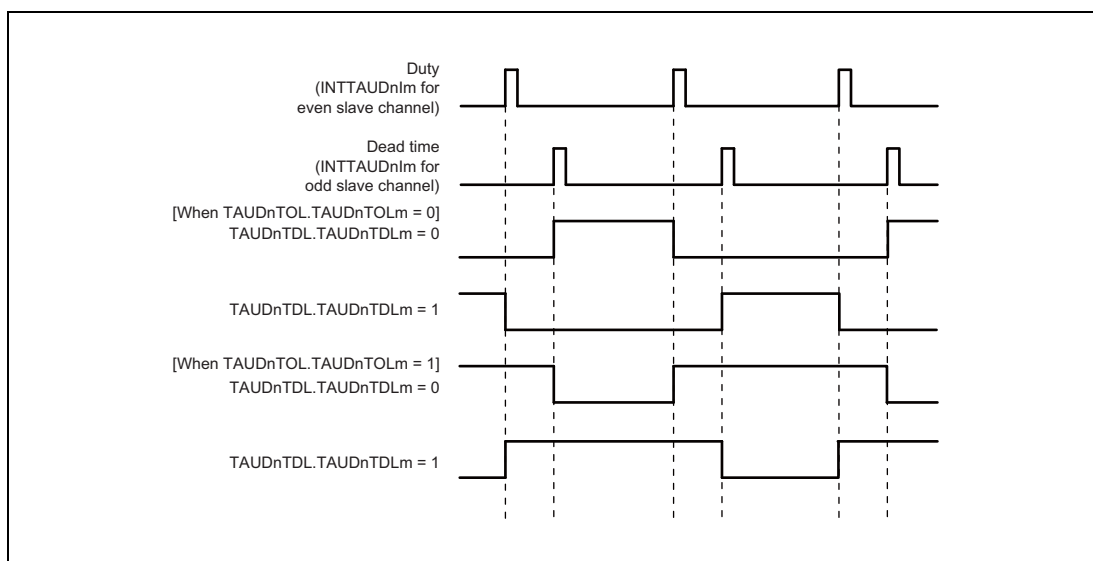 Duty
(INTTAUDnIm for
even slave channel)
Dead time
(INTTAUDnIm for
odd slave channel)
[When TAUDnTOL.TAUDnTOLm = 0]
TAUDnTDL.TAUDnTDLm = 0
TAUDnTDL.TAUDnTDLm = 1
[When TAUDnTOL.TAUDnTOLm = 1]
TAUDnTDL.TAUDnTDLm = 0
TAUDnTDL.TAUDnTDLm = 1